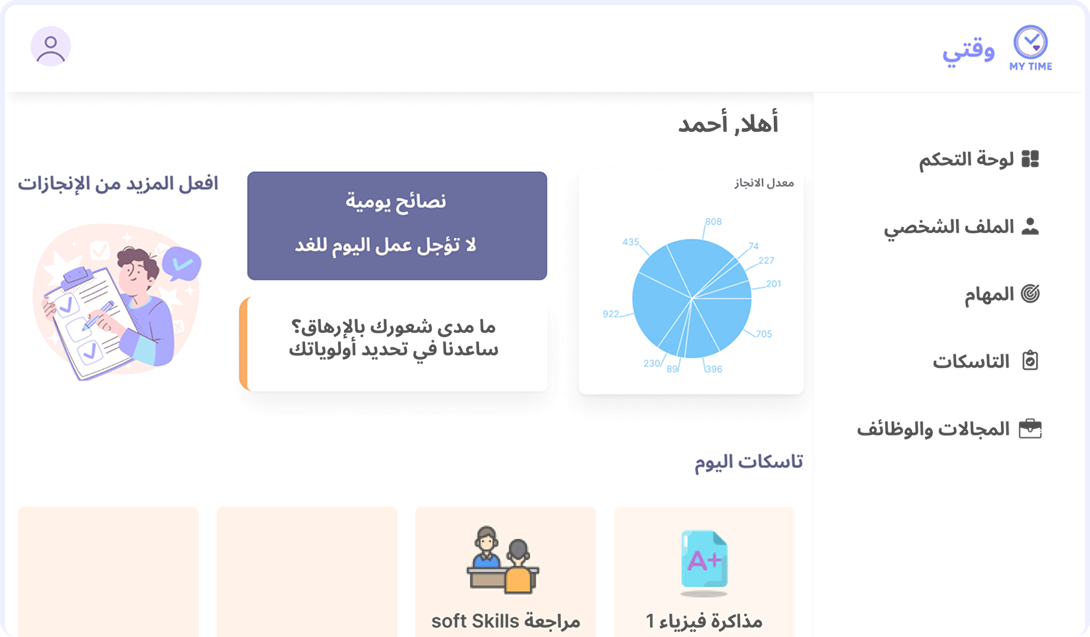 وقتي
MY TIME
لوحة التحكم
الملف الشخصي
المهام
التاسكات
المجالات والوظائف
أهلا, أحمد
معدل الانجاز
808
74
227
201
705
396
89
230
922
435
نصائح يومية
لا تؤجل عمل اليوم للغد
ما مدى شعورك بالإرهاق؟
ساعدنا في تحديد أولوياتك
افعل المزيد من الإنجازات
تاسكات اليوم
A+
مذاكرة فيزياء 1
مراجعة soft Skills